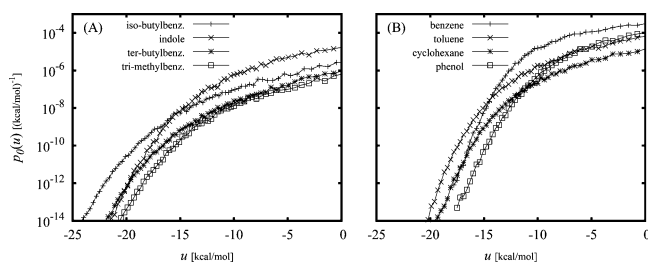 (A)
iso-butylbenz.
indole
ter-butylbenz.
tri-methylbenz.
(B)
benzene
toluene
cyclohexane
phenol
p0(u) [(kcal/mol)-1]
10-4
10-6
10-8
10-10
10-12
10-14
-25 -20 -15 -10 -5 0
-25 -20 -15 -10 -5 0
u [kcal/mol]
u [kcal/mol]